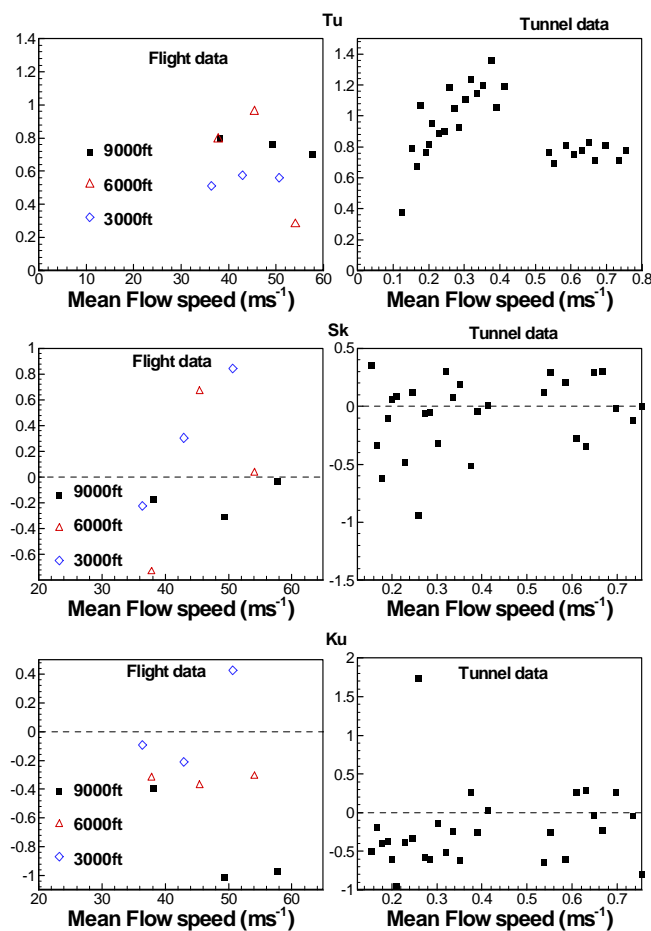 Tu
Flight data
Tunnel data
1.4
1.2
1
0.8
0.6
0.4
0.2
0
9000ft
6000ft
3000ft
0 10 20 30 40 50 60
Mean Flow speed (ms⁻¹)
1.4
1.2
1
0.8
0.6
0.4
0.2
0
0 0.1 0.2 0.3 0.4 0.5 0.6 0.7 0.8
Mean Flow speed (ms⁻¹)
Sk
Flight data
Tunnel data
1
0.8
0.6
0.4
0.2
0
-0.2
-0.4
-0.6
9000ft
6000ft
3000ft
20 30 40 50 60
Mean Flow speed (ms⁻¹)
0.5
0
-0.5
-1
-1.5
0.2 0.3 0.4 0.5 0.6 0.7
Mean Flow speed (ms⁻¹)
Ku
Flight data
Tunnel data
0.4
0.2
0
-0.2
-0.4
-0.6
-0.8
-1
9000ft
6000ft
3000ft
20 30 40 50 60
Mean Flow speed (ms⁻¹)
2
1.5
1
0.5
0
-0.5
-1
0.2 0.3 0.4 0.5 0.6 0.7
Mean Flow speed (ms⁻¹)